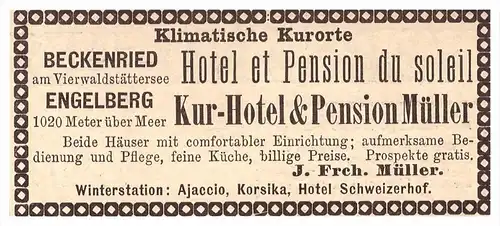 Klimatische Kurorte
BECKENRIED
am Vierwaldstättersee
Hotel et Pension du soleil
ENGELBERG
1020 Meter über Meer
Kur-Hotel & Pension Müller
Beide Häuser mit comfortabler Einrichtung; aufmerksame Be-
dienung und Pflege, feine Küche, billige Preise. Prospekte gratis.
J. Frch. Müller.
Winterstation: Ajaccio, Korsika, Hotel Schweizerhof.